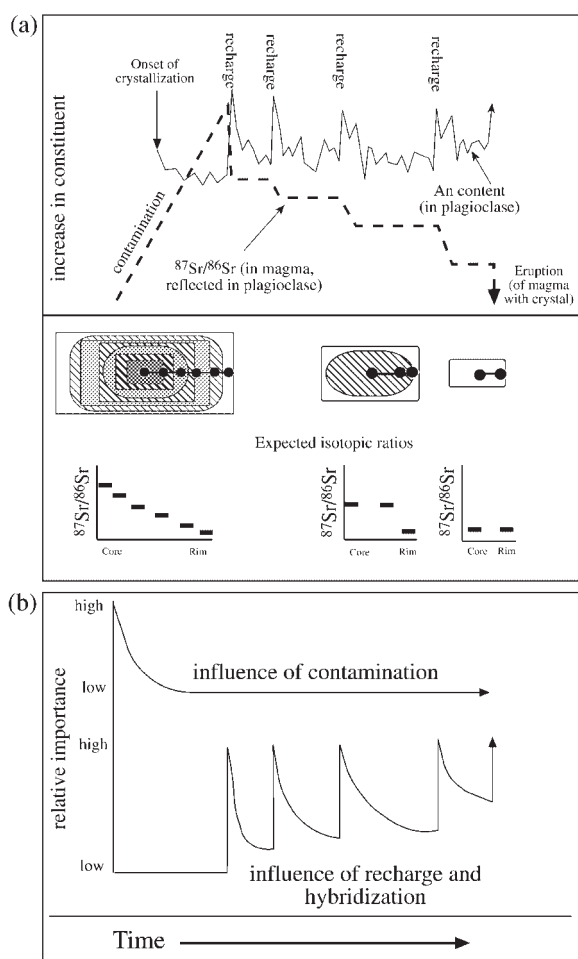 (a)
increase in constituent
Onset of
crystallization
recharge
recharge
recharge
recharge
contamination
An content
(in plagioclase)
⁸⁷Sr/⁸⁶Sr (in magma,
reflected in plagioclase)
Eruption
(of magma
with crystal)
Expected isotopic ratios
⁸⁷Sr/⁸⁶Sr
Core Rim
⁸⁷Sr/⁸⁶Sr
Core Rim
⁸⁷Sr/⁸⁶Sr
Core Rim
(b)
relative importance
high
low
influence of contamination
high
low
influence of recharge and
hybridization
Time